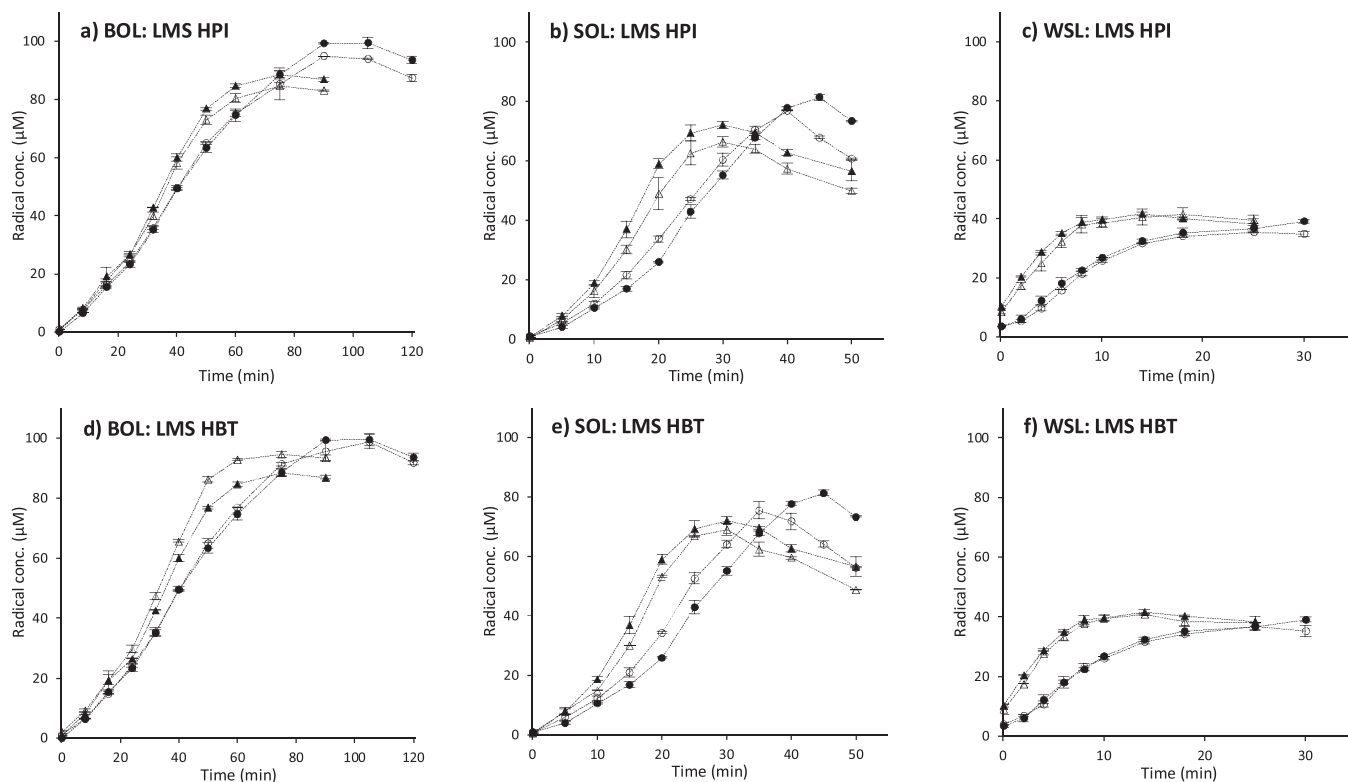 a) BOL: LMS HPI
Radical conc. (µM)
100
80
60
40
20
0
0 20 40 60 80 100 120
Time (min)
b) SOL: LMS HPI
Radical conc. (µM)
100
80
60
40
20
0
0 10 20 30 40 50
Time (min)
c) WSL: LMS HPI
Radical conc. (µM)
100
80
60
40
20
0
0 10 20 30
Time (min)
d) BOL: LMS HBT
Radical conc. (µM)
100
80
60
40
20
0
0 20 40 60 80 100 120
Time (min)
e) SOL: LMS HBT
Radical conc. (µM)
100
80
60
40
20
0
0 10 20 30 40 50
Time (min)
f) WSL: LMS HBT
Radical conc. (µM)
100
80
60
40
20
0
0 10 20 30
Time (min)